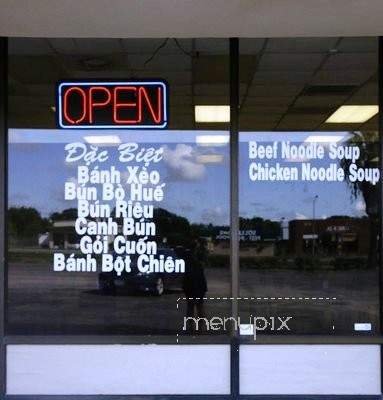 OPEN
Đặc Biệt
Bánh Xèo
Bún Bò Huế
Bún Riêu
Canh Bún
Gỏi Cuốn
Bánh Bột Chiên
Beef Noodle Soup
Chicken Noodle Soup
menupix